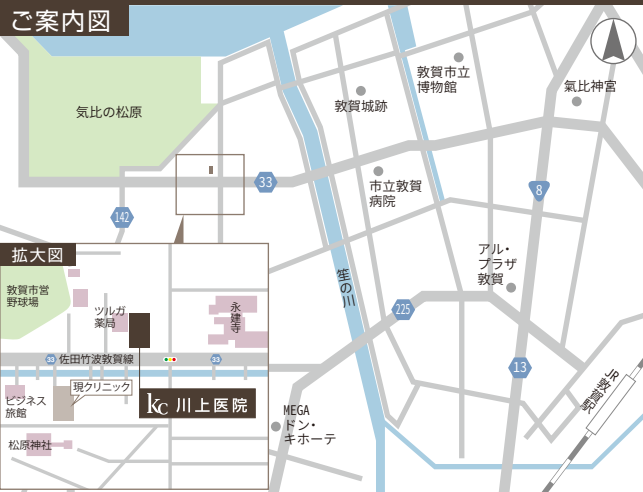 ご案内図
敦賀市立
博物館
敦賀城跡
氣比神宮
気比の松原
33
市立敦賀
病院
8
142
笙の川
アル・
プラザ
敦賀
225
13
JR敦賀駅
MEGA
ドン・
キホーテ
拡大図
敦賀市営
野球場
ツルガ
薬局
永建寺
33
佐田竹波敦賀線
33
現クリニック
ビジネス
旅館
kc 川上医院
松原神社